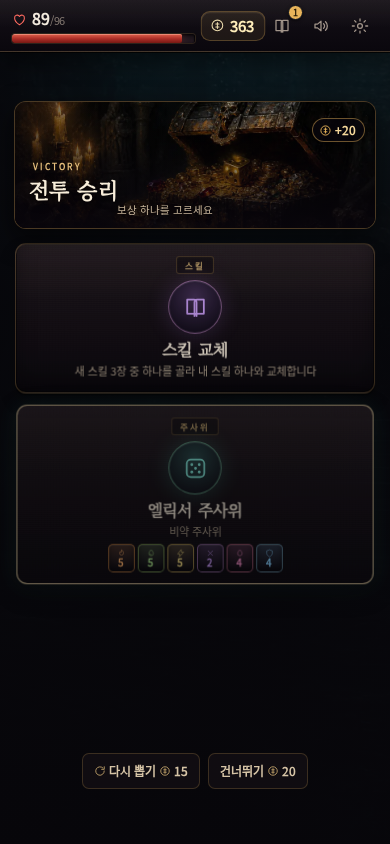 89/96
363
1
+20
VICTORY
전투 승리
보상 하나를 고르세요
스킬
스킬 교체
새 스킬 3장 중 하나를 골라 내 스킬 하나와 교체합니다
주사위
엘릭서 주사위
비약 주사위
5 5 5 2 4 4
다시 뽑기 15
건너뛰기 20